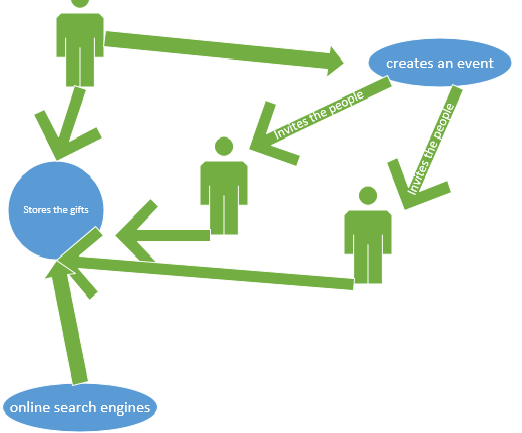 creates an event
Invites the people
Invites the people
Stores the gifts
online search engines